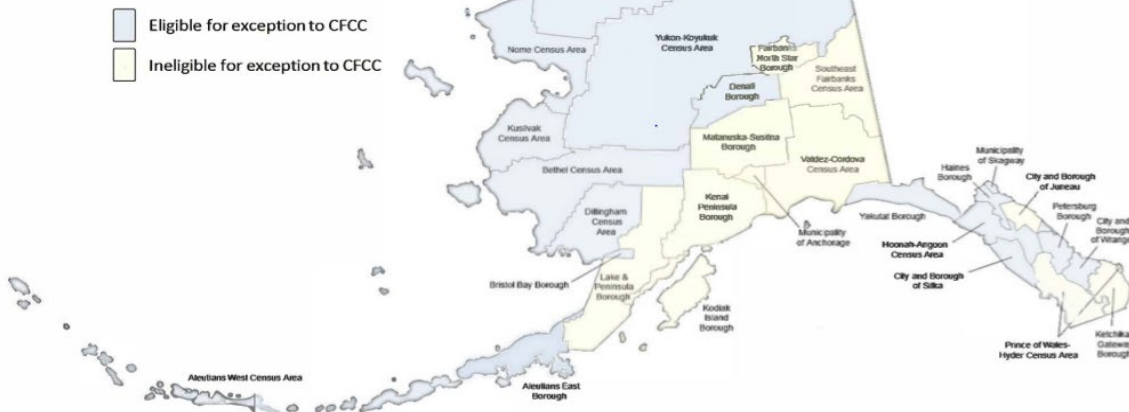 Eligible for exception to CFCC
Ineligible for exception to CFCC
Nome Census Area
Yukon-Koyukuk
Census Area
Fairbanks
North Star
Borough
Southeast
Fairbanks
Census Area
Denali
Borough
Kusilvak
Census Area
Matanuska-Susitna
Borough
Valdez-Cordova
Census Area
Bethel Census Area
Municipality
of Skagway
Haines
Borough
City and Borough
of Juneau
Kenai
Peninsula
Borough
Dillingham
Census
Area
Petersburg
Borough
Yakutat Borough
City and
Borough
of Wrange
Municipality
of Anchorage
Hoonah-Angoon
Census Area
Bristol Bay Borough
Lake &
Peninsula
Borough
City and Borough
of Sitka
Kodiak
Island
Borough
Prince of Wales-
Hyder Census Area
Ketchika
Gateway
Borough
Aleutians West Census Area
Aleutians East
Borough